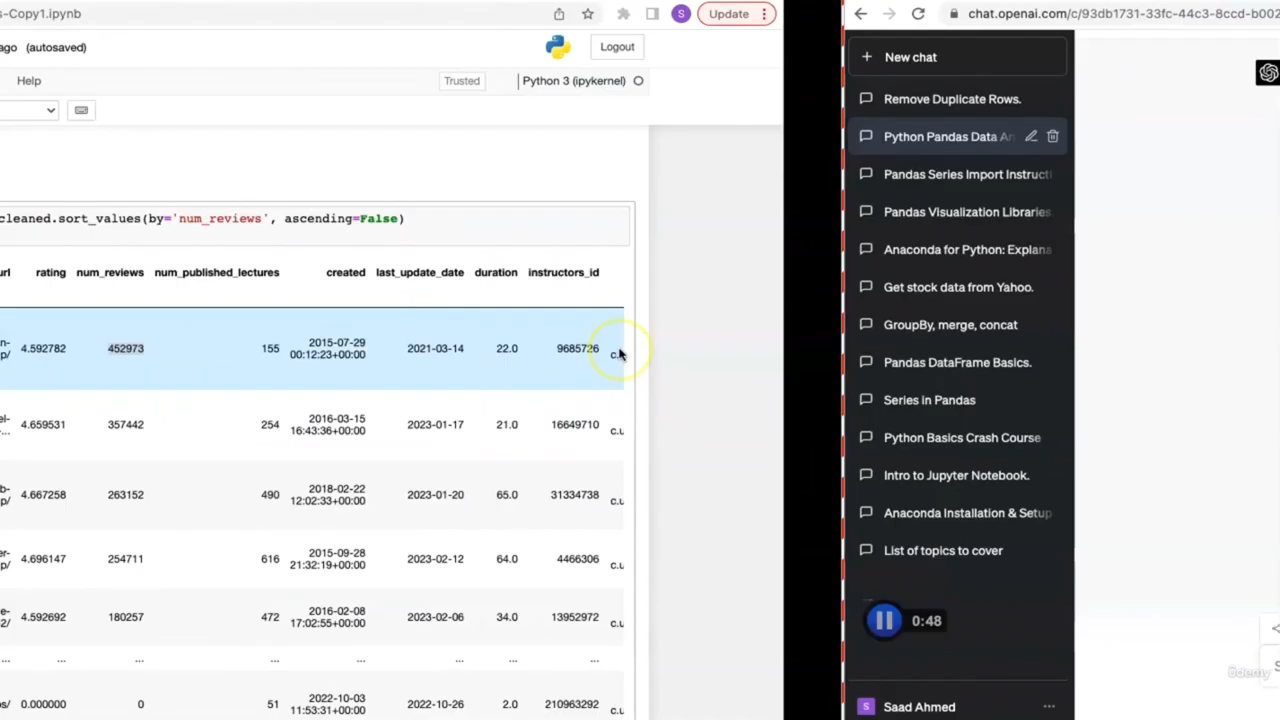 s-Copy1.ipynb
S
Update
ago (autosaved)
Logout
Help
Trusted
Python 3 (ipykernel)
cleaned.sort_values(by='num_reviews', ascending=False)
url rating num_reviews num_published_lectures created last_update_date duration instructors_id
n-
p/ 4.592782 452973 155 2015-07-29 00:12:23+00:00 2021-03-14 22.0 9685726 c.u
el-
-... 4.659531 357442 254 2016-03-15 16:43:36+00:00 2023-01-17 21.0 16649710 c.u
b-
p/ 4.667258 263152 490 2018-02-22 12:02:33+00:00 2023-01-20 65.0 31334738 c.u
er-
p/ 4.696147 254711 616 2015-09-28 21:32:19+00:00 2023-02-12 64.0 4466306 c.u
e-
2/ 4.592692 180257 472 2016-02-08 17:02:55+00:00 2023-02-06 34.0 13952972 c.u
... ... ... ... ... ... ... ...
s/ 0.000000 0 51 2022-10-03 11:53:31+00:00 2022-10-26 2.0 210963292 c.u
chat.openai.com/c/93db1731-33fc-44c3-8ccd-b002
+ New chat
Remove Duplicate Rows.
Python Pandas Data An
Pandas Series Import Instructi
Pandas Visualization Libraries
Anaconda for Python: Explana
Get stock data from Yahoo.
GroupBy, merge, concat
Pandas DataFrame Basics.
Series in Pandas
Python Basics Crash Course
Intro to Jupyter Notebook.
Anaconda Installation & Setup
List of topics to cover
0:48
ûdemy
S Saad Ahmed ...